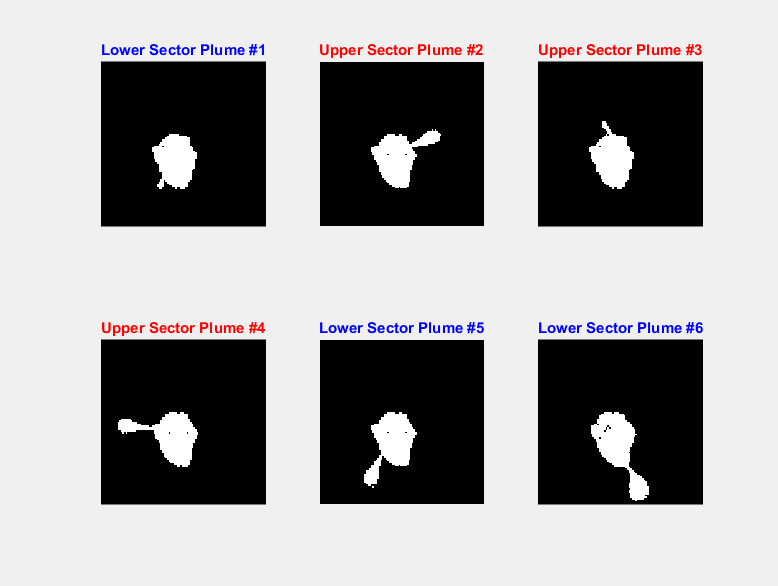 Lower Sector Plume #1
Upper Sector Plume #2
Upper Sector Plume #3
Upper Sector Plume #4
Lower Sector Plume #5
Lower Sector Plume #6